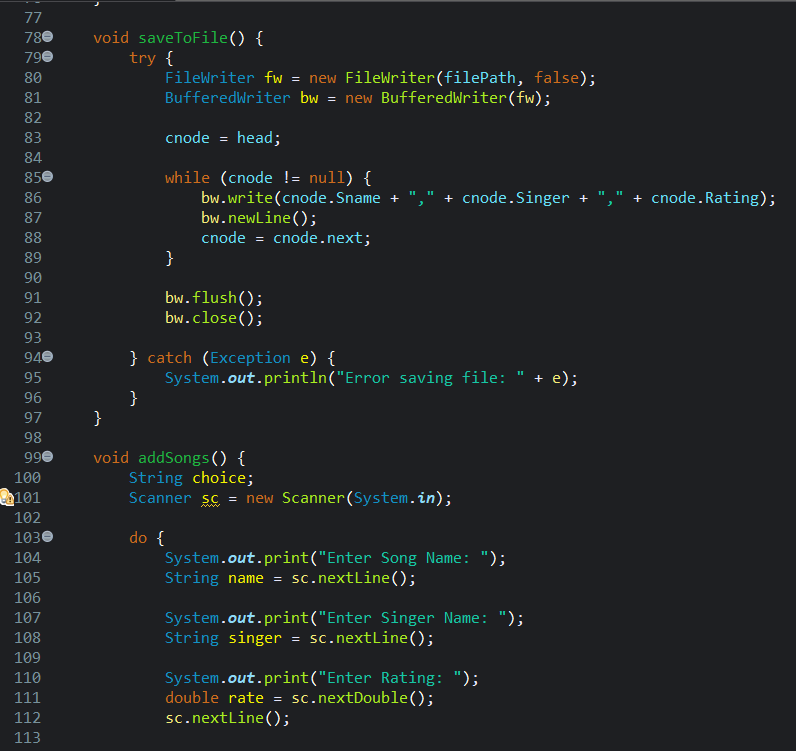 77
78 void saveToFile() {
79 try {
80 FileWriter fw = new FileWriter(filePath, false);
81 BufferedWriter bw = new BufferedWriter(fw);
82
83 cnode = head;
84
85 while (cnode != null) {
86 bw.write(cnode.Sname + "," + cnode.Singer + "," + cnode.Rating);
87 bw.newLine();
88 cnode = cnode.next;
89 }
90
91 bw.flush();
92 bw.close();
93
94 } catch (Exception e) {
95 System.out.println("Error saving file: " + e);
96 }
97 }
98
99 void addSongs() {
100 String choice;
101 Scanner sc = new Scanner(System.in);
102
103 do {
104 System.out.print("Enter Song Name: ");
105 String name = sc.nextLine();
106
107 System.out.print("Enter Singer Name: ");
108 String singer = sc.nextLine();
109
110 System.out.print("Enter Rating: ");
111 double rate = sc.nextDouble();
112 sc.nextLine();
113